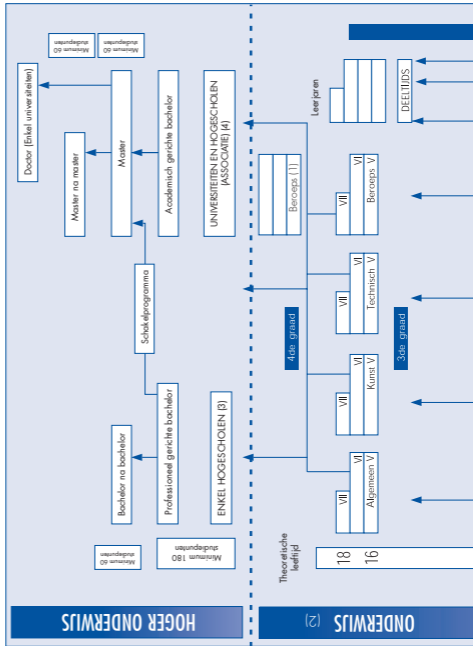 HOGER ONDERWIJS
Doctor (Enkel universiteiten)
Minimum 60
studiepunten
Minimum 60
studiepunten
Master na master
Master
Schakelprogramma
Academisch gerichte bachelor
UNIVERSITEITEN EN HOGESCHOLEN
(ASSOCIATIE) (4)
Minimum 60
studiepunten
Bachelor na bachelor
Minimum 180
studiepunten
Professioneel gerichte bachelor
ENKEL HOGESCHOLEN (3)
ONDERWIJS
(2)
Theoretische
leeftijd
18
16
4de graad
Beroeps (1)
Leerjaren
VII
VI
Algemeen V
VII
VI
Kunst V
VII
VI
Technisch V
VII
VI
Beroeps V
3de graad
DEELTIJDS